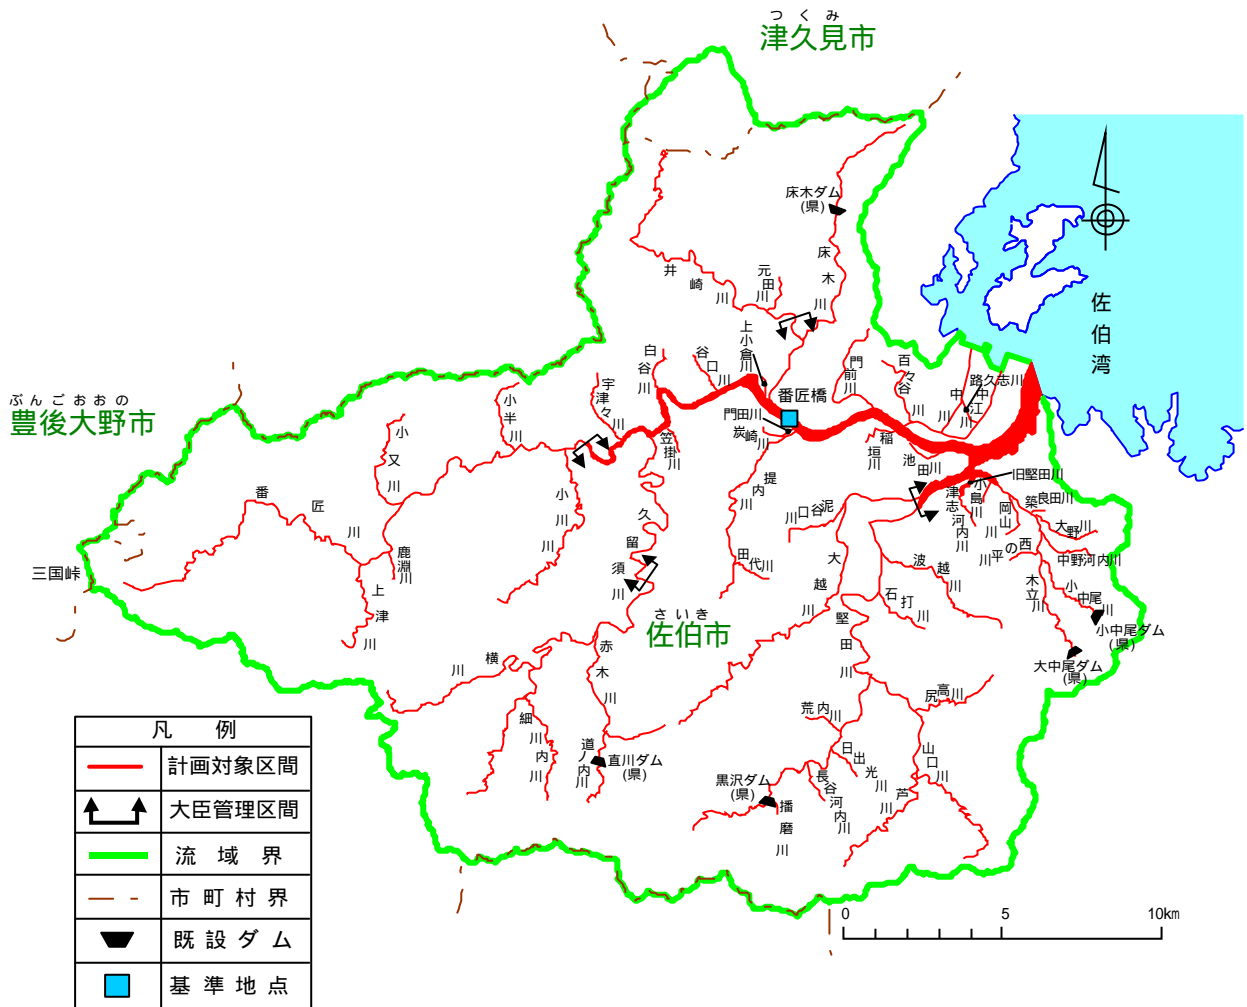 つくみ
津久見市
床木ダム
(県)
床木川
井崎川
元田川
上小倉川
佐伯湾
白谷川
谷口川
門前川
百々谷川
中川
中江川
路久志川
番匠橋
ぶんごおおの
豊後大野市
小半川
宇津々川
笠掛川
門田川
炭崎川
稲垣川
池田川
旧堅田川
小又川
番匠川
鹿淵川
上津川
小川川
久留須川
提内川
泥谷口川
田代川
津志河内川
小島川
岡山川
築良田川
大野川
中野河内川
西の平川
木立川
小中尾川
小中尾ダム
(県)
大中尾ダム
(県)
三国峠
さいき
佐伯市
大越川
波越川
石打川
堅田川
横川
赤木川
細川内川
道ノ内川
直川ダム
(県)
尻高川
荒内川
日出光川
山口川
芦川
長谷河内川
黒沢ダム
(県)
播磨川
凡例
計画対象区間
大臣管理区間
流域界
市町村界
既設ダム
基準地点
0 5 10km